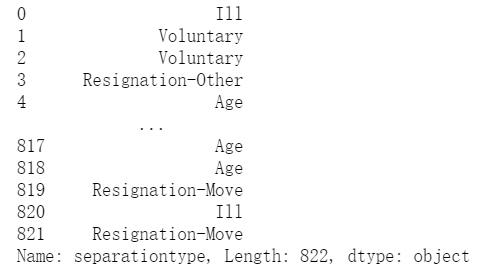 0 Ill
1 Voluntary
2 Voluntary
3 Resignation-Other
4 Age
...
817 Age
818 Age
819 Resignation-Move
820 Ill
821 Resignation-Move
Name: separationtype, Length: 822, dtype: object